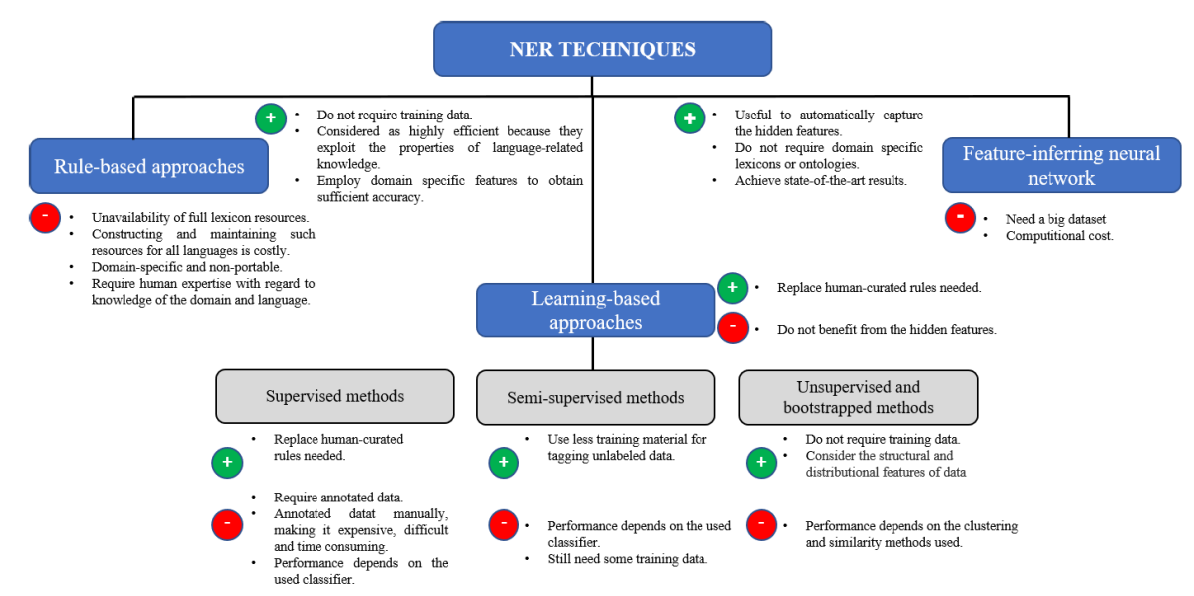 NER TECHNIQUES
+
• Do not require training data.
• Considered as highly efficient because they
exploit the properties of language-related
knowledge.
• Employ domain specific features to obtain
sufficient accuracy.
+
• Useful to automatically capture
the hidden features.
• Do not require domain specific
lexicons or ontologies.
• Achieve state-of-the-art results.
Rule-based approaches
Feature-inferring neural
network
-
• Unavailability of full lexicon resources.
• Constructing and maintaining such
resources for all languages is costly.
• Domain-specific and non-portable.
• Require human expertise with regard to
knowledge of the domain and language.
-
• Need a big dataset
• Computitional cost.
Learning-based
approaches
+
• Replace human-curated rules needed.
-
• Do not benefit from the hidden features.
Supervised methods
+
• Replace human-curated
rules needed.
-
• Require annotated data.
• Annotated datat manually,
making it expensive, difficult
and time consuming.
• Performance depends on the
used classifier.
Semi-supervised methods
+
• Use less training material for
tagging unlabeled data.
-
• Performance depends on the used
classifier.
• Still need some training data.
Unsupervised and
bootstrapped methods
+
• Do not require training data.
• Consider the structural and
distributional features of data
-
• Performance depends on the clustering
and similarity methods used.